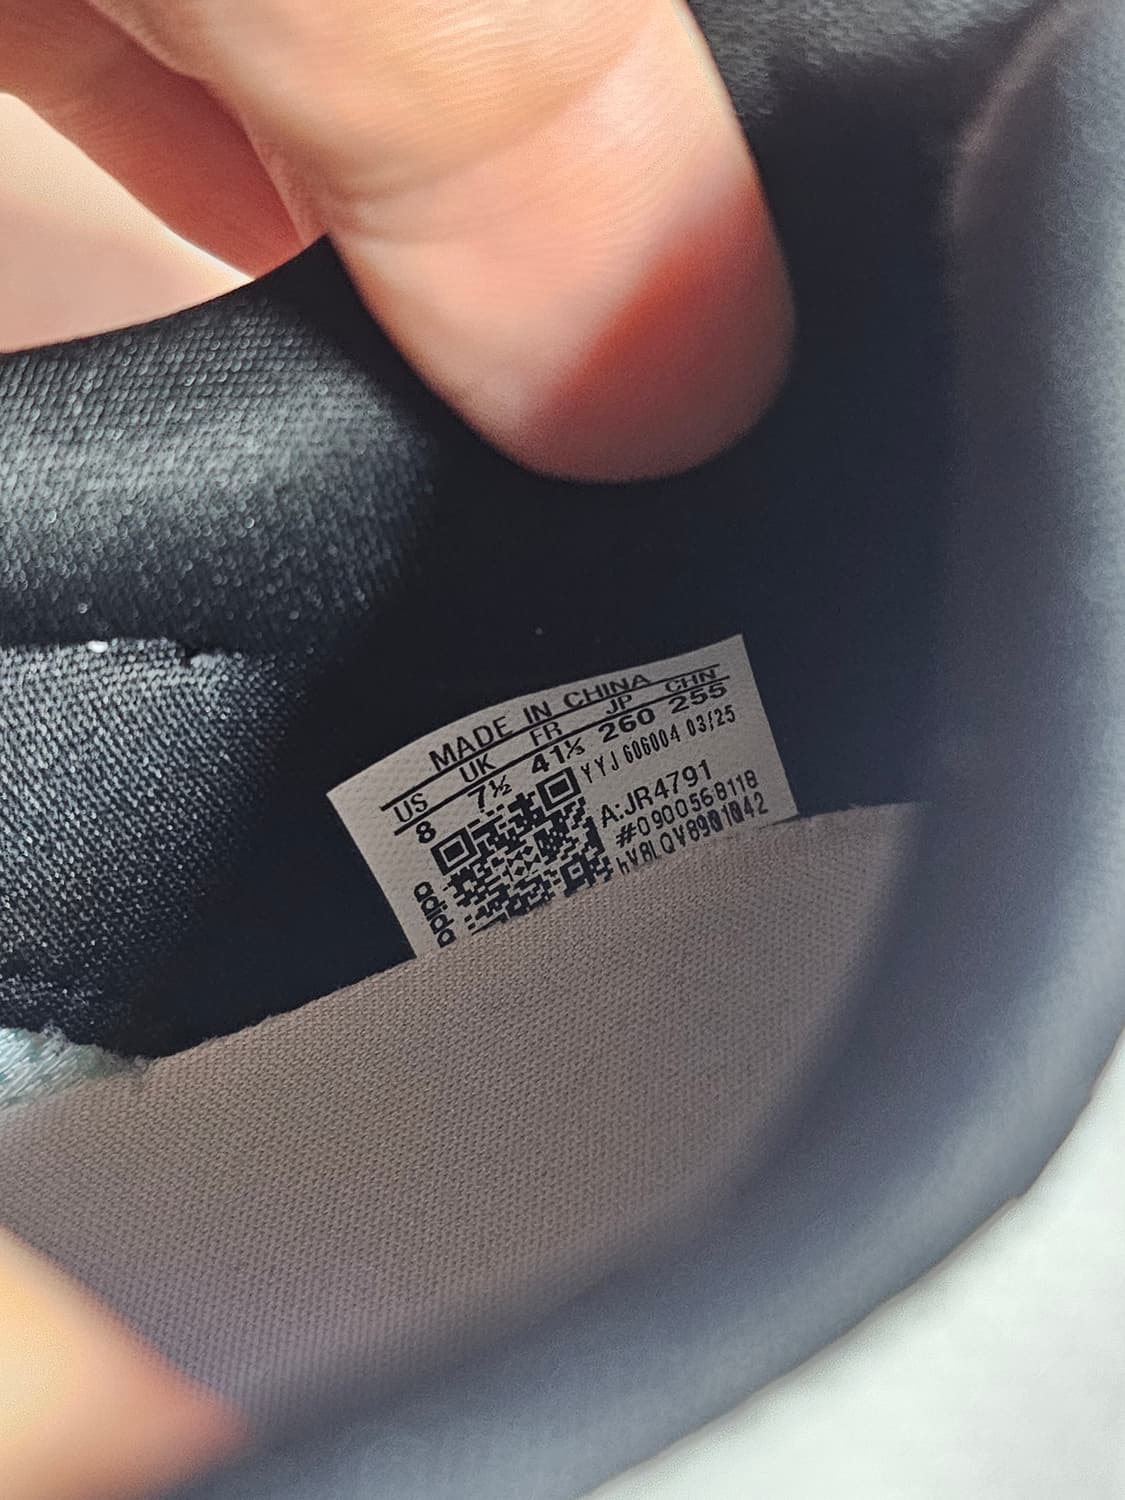 MADE IN CHINA
US UK FR JP CHN
8 7½ 41⅓ 260 255
YYJ 606004 03/25
A:JR4791
#0900568118
adidas